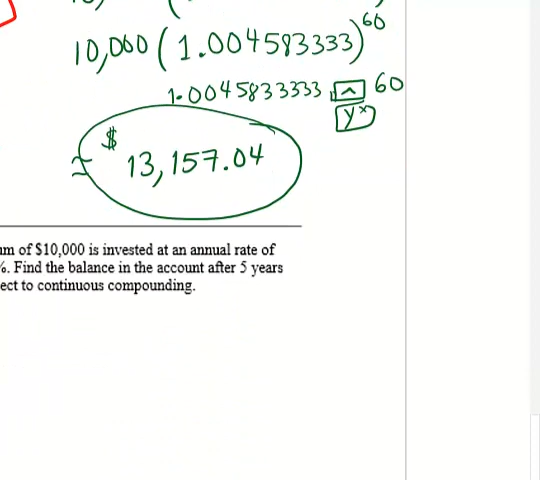 10,000 (1.004583333)^60
1.0045833333 [^] 60
[y^x]
≈ $ 13,157.04
um of $10,000 is invested at an annual rate of
%. Find the balance in the account after 5 years
ect to continuous compounding.